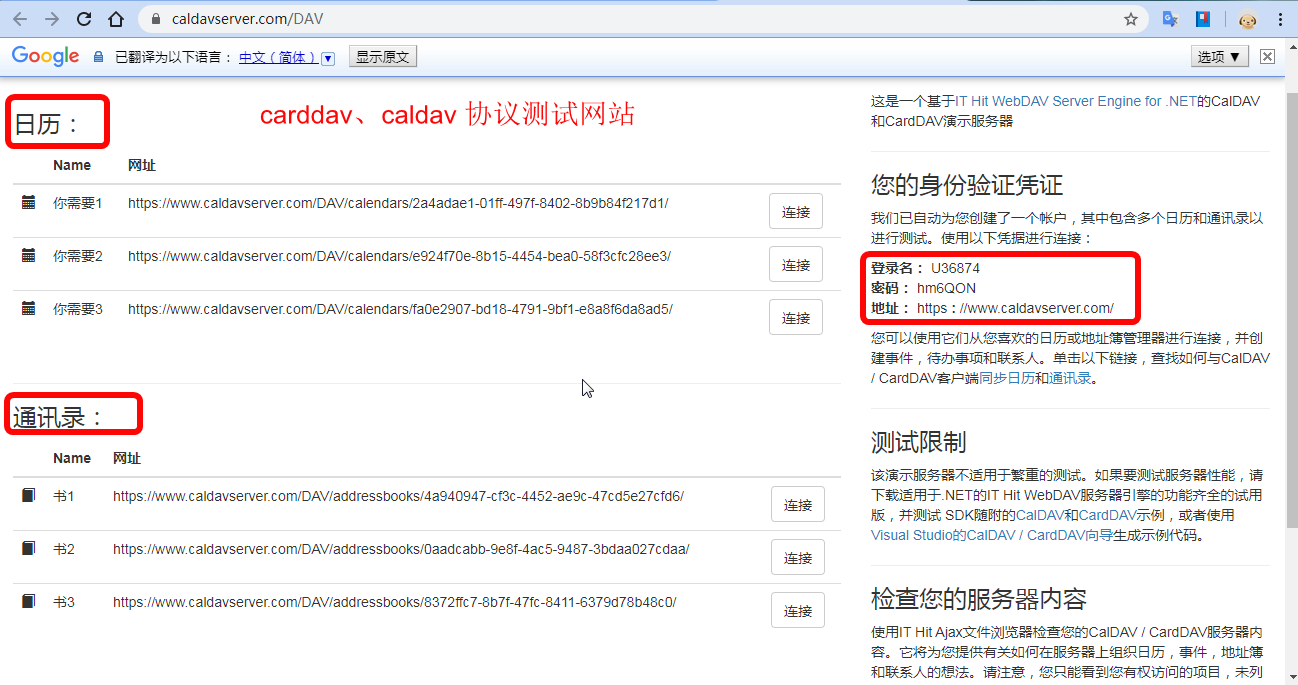 caldavserver.com/DAV
Google 已翻译为以下语言： 中文（简体） ▼ 显示原文 选项 ▼
carddav、caldav 协议测试网站
日历：
Name 网址
你需要1 https://www.caldavserver.com/DAV/calendars/2a4adae1-01ff-497f-8402-8b9b84f217d1/ 连接
你需要2 https://www.caldavserver.com/DAV/calendars/e924f70e-8b15-4454-bea0-58f3cfc28ee3/ 连接
你需要3 https://www.caldavserver.com/DAV/calendars/fa0e2907-bd18-4791-9bf1-e8a8f6da8ad5/ 连接
通讯录：
Name 网址
书1 https://www.caldavserver.com/DAV/addressbooks/4a940947-cf3c-4452-ae9c-47cd5e27cfd6/ 连接
书2 https://www.caldavserver.com/DAV/addressbooks/0aadcabb-9e8f-4ac5-9487-3bdaa027cdaa/ 连接
书3 https://www.caldavserver.com/DAV/addressbooks/8372ffc7-8b7f-47fc-8411-6379d78b48c0/ 连接
这是一个基于IT Hit WebDAV Server Engine for .NET的CalDAV
和CardDAV演示服务器
您的身份验证凭证
我们已自动为您创建了一个帐户，其中包含多个日历和通讯录以
进行测试。使用以下凭据进行连接：
登录名： U36874
密码： hm6QON
地址： https : //www.caldavserver.com/
您可以使用它们从您喜欢的日历或地址簿管理器进行连接，并创
建事件，待办事项和联系人。单击以下链接，查找如何与CalDAV
/ CardDAV客户端同步日历和通讯录。
测试限制
该演示服务器不适用于繁重的测试。如果要测试服务器性能，请
下载适用于.NET的IT Hit WebDAV服务器引擎的功能齐全的试用
版，并测试 SDK随附的CalDAV和CardDAV示例，或者使用
Visual Studio的CalDAV / CardDAV向导生成示例代码。
检查您的服务器内容
使用IT Hit Ajax文件浏览器检查您的CalDAV / CardDAV服务器内
容。它将为您提供有关如何在服务器上组织日历，事件，地址簿
和联系人的想法。请注意，您只能看到您有权访问的项目，未列